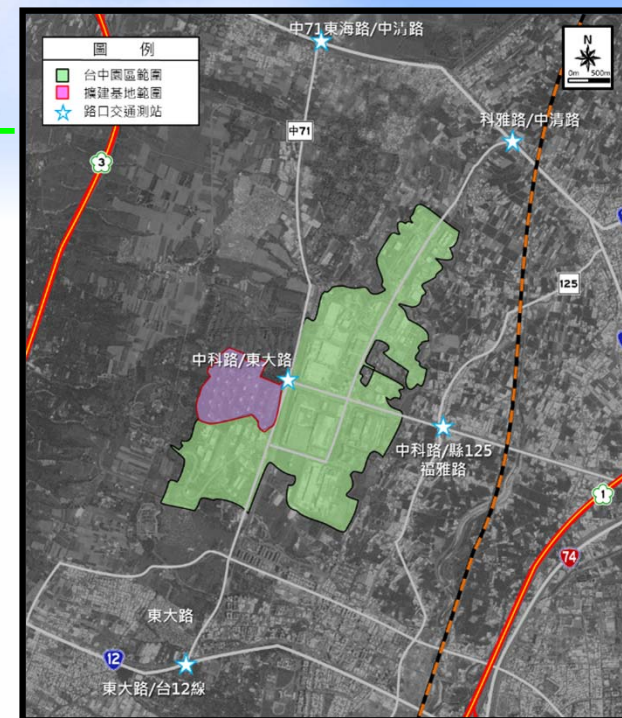 圖 例
台中園區範圍
擴建基地範圍
路口交通測站
N
0m 500m
中71東海路/中清路
科雅路/中清路
中71
3
125
中科路/東大路
中科路/縣125
福雅路
1
74
東大路
12
東大路/台12線